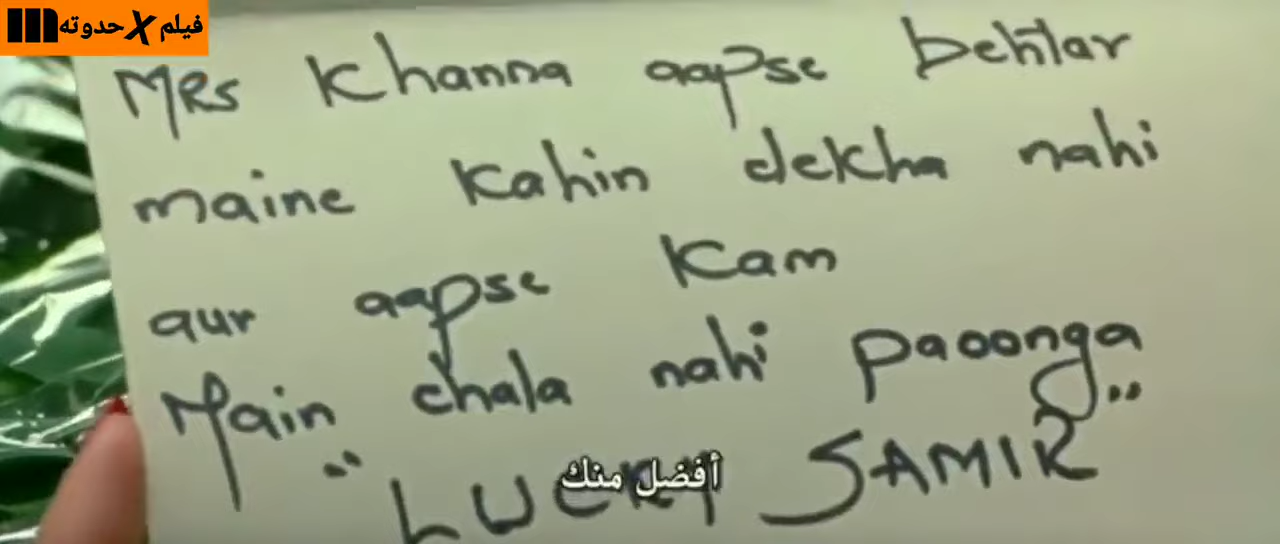 فيلم X حدوته
Mrs Khanna aapse behtar
maine kahin dekha nahi
aur aapse kam
Main chala nahi paoonga
"LUCKY SAMIR"
أفضل منك